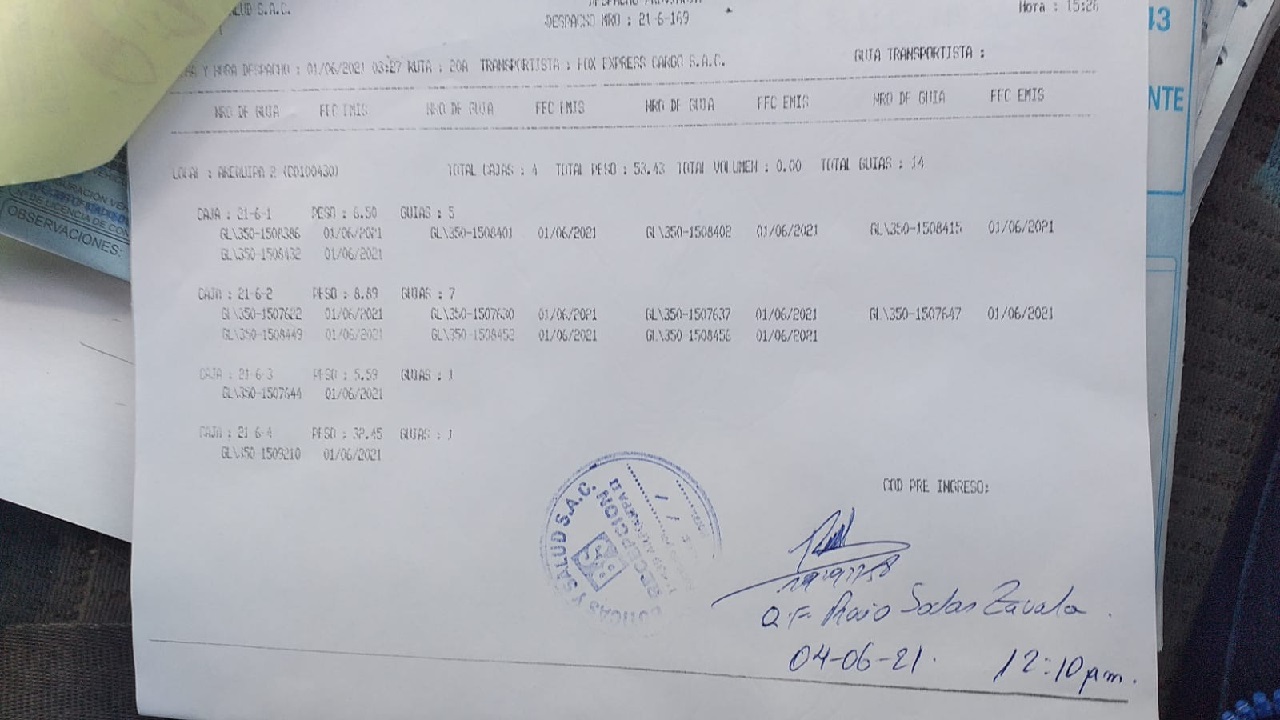 SALUD S.A.C.
DESPACHO NRO : 21-6-169
Hora : 15:26
Y HORA DESPACHO : 01/06/2021 03:27 RUTA : 20A TRANSPORTISTA : FOX EXPRESS CARGO S.A.C. GUIA TRANSPORTISTA :
NRO DE GUIA FEC EMIS NRO DE GUIA FEC EMIS NRO DE GUIA FEC EMIS NRO DE GUIA FEC EMIS
LOCAL : AREQUIPA 2 (CD100430) TOTAL CAJAS : 4 TOTAL PESO : 53.43 TOTAL VOLUMEN : 0.00 TOTAL GUIAS : 14
CAJA : 21-6-1 PESO : 6.50 GUIAS : 5
GL\350-1508386 01/06/2021 GL\350-1508401 01/06/2021 GL\350-1508402 01/06/2021 GL\350-1508415 01/06/2021
GL\350-1508432 01/06/2021
CAJA : 21-6-2 PESO : 8.89 GUIAS : 7
GL\350-1507622 01/06/2021 GL\350-1507630 01/06/2021 GL\350-1507637 01/06/2021 GL\350-1507647 01/06/2021
GL\350-1508449 01/06/2021 GL\350-1508452 01/06/2021 GL\350-1508456 01/06/2021
CAJA : 21-6-3 PESO : 5.59 GUIAS : 1
GL\350-1507644 01/06/2021
CAJA : 21-6-4 PESO : 32.45 GUIAS : 1
GL\350-1509210 01/06/2021
COD PRE INGRESO:
TICAS Y SALUD S.A.C.
RECEPCION
Q.F. Salas Zavala
04-06-21. 12:10pm.
OBSERVACIONES:
43
NTE